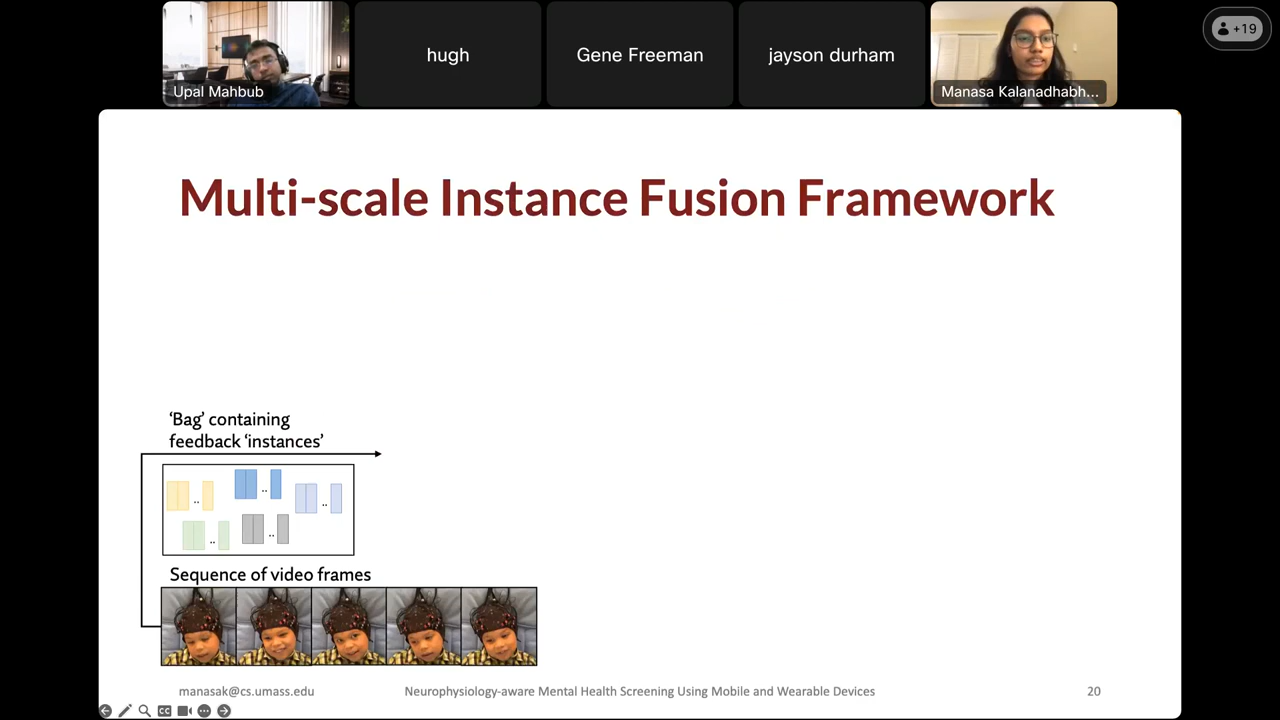 Upal Mahbub
hugh
Gene Freeman
jayson durham
Manasa Kalanadhabh...
+19
Multi-scale Instance Fusion Framework
‘Bag’ containing
feedback ‘instances’
.. .. ..
.. ..
Sequence of video frames
manasak@cs.umass.edu
Neurophysiology-aware Mental Health Screening Using Mobile and Wearable Devices
20
CC